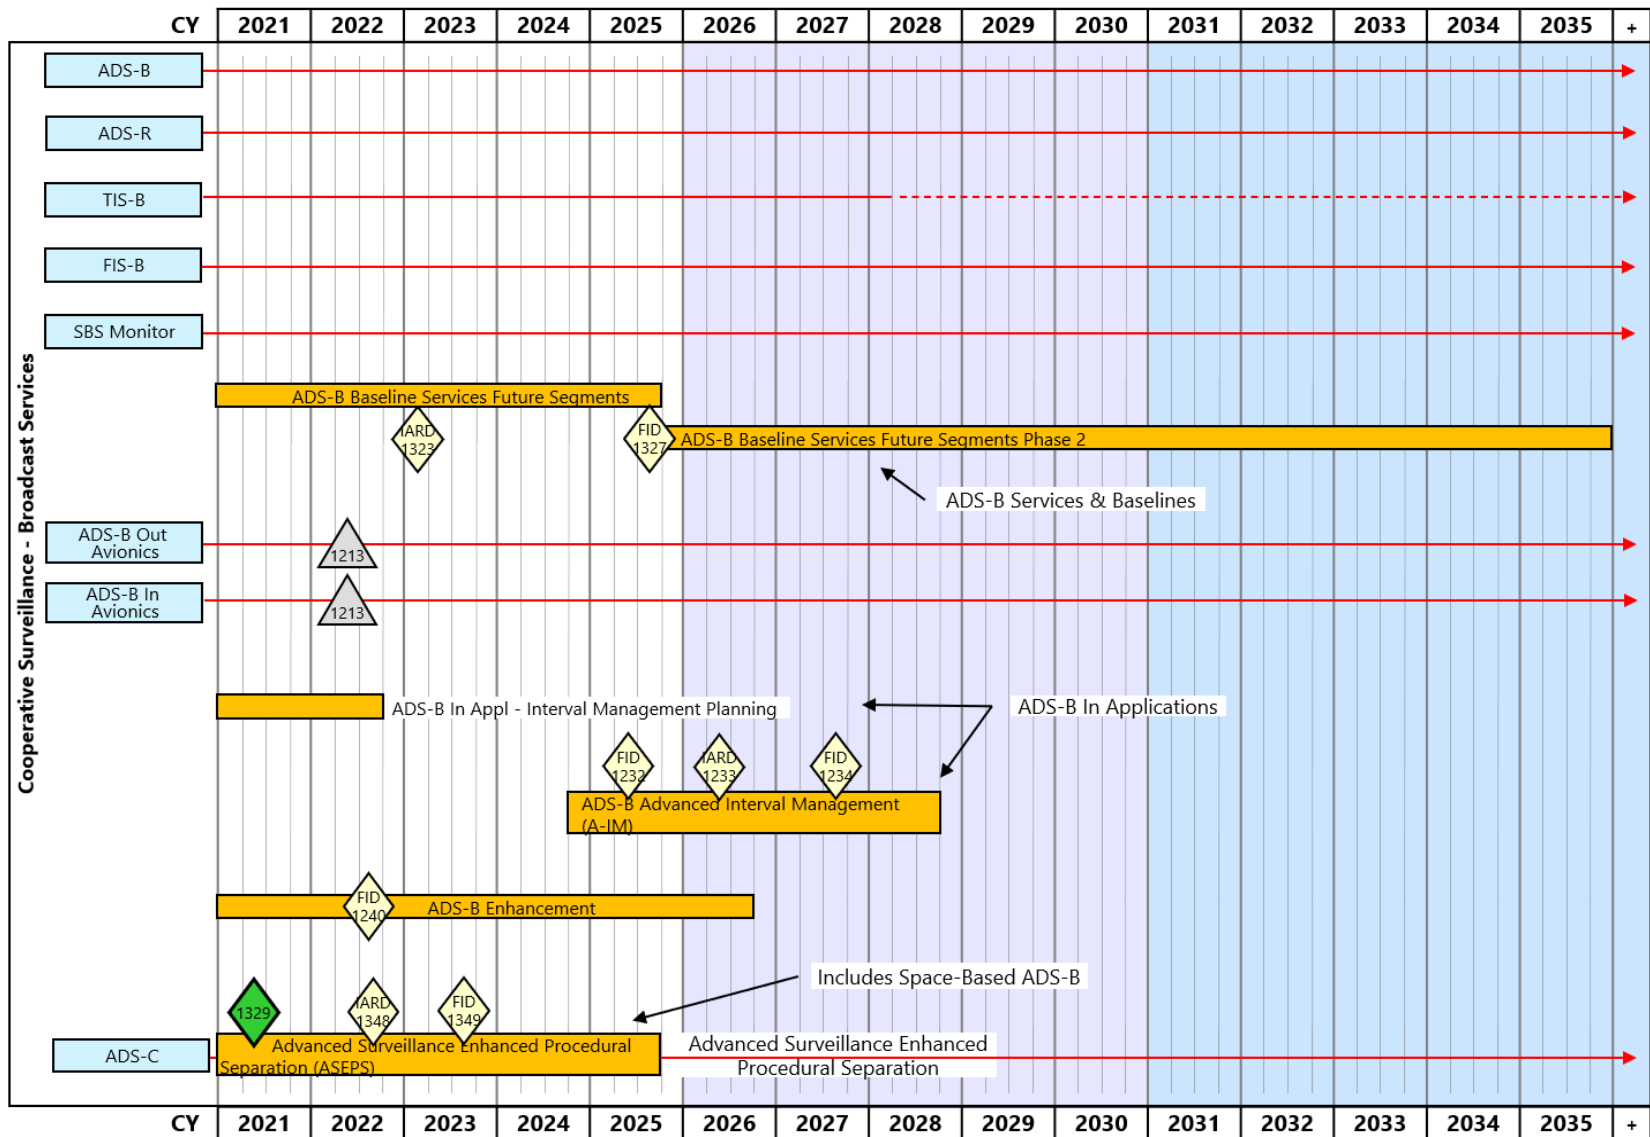 CY 2021 2022 2023 2024 2025 2026 2027 2028 2029 2030 2031 2032 2033 2034 2035 +
Cooperative Surveillance - Broadcast Services
ADS-B
ADS-R
TIS-B
FIS-B
SBS Monitor
ADS-B Baseline Services Future Segments
IARD
1323
FID
1327
ADS-B Baseline Services Future Segments Phase 2
ADS-B Services & Baselines
ADS-B Out
Avionics
1213
ADS-B In
Avionics
1213
ADS-B In Appl - Interval Management Planning
ADS-B In Applications
FID
1232
IARD
1233
FID
1234
ADS-B Advanced Interval Management
(A-IM)
FID
1240
ADS-B Enhancement
Includes Space-Based ADS-B
1329
IARD
1348
FID
1349
ADS-C
Advanced Surveillance Enhanced Procedural
Separation (ASEPS)
Advanced Surveillance Enhanced
Procedural Separation
CY 2021 2022 2023 2024 2025 2026 2027 2028 2029 2030 2031 2032 2033 2034 2035 +